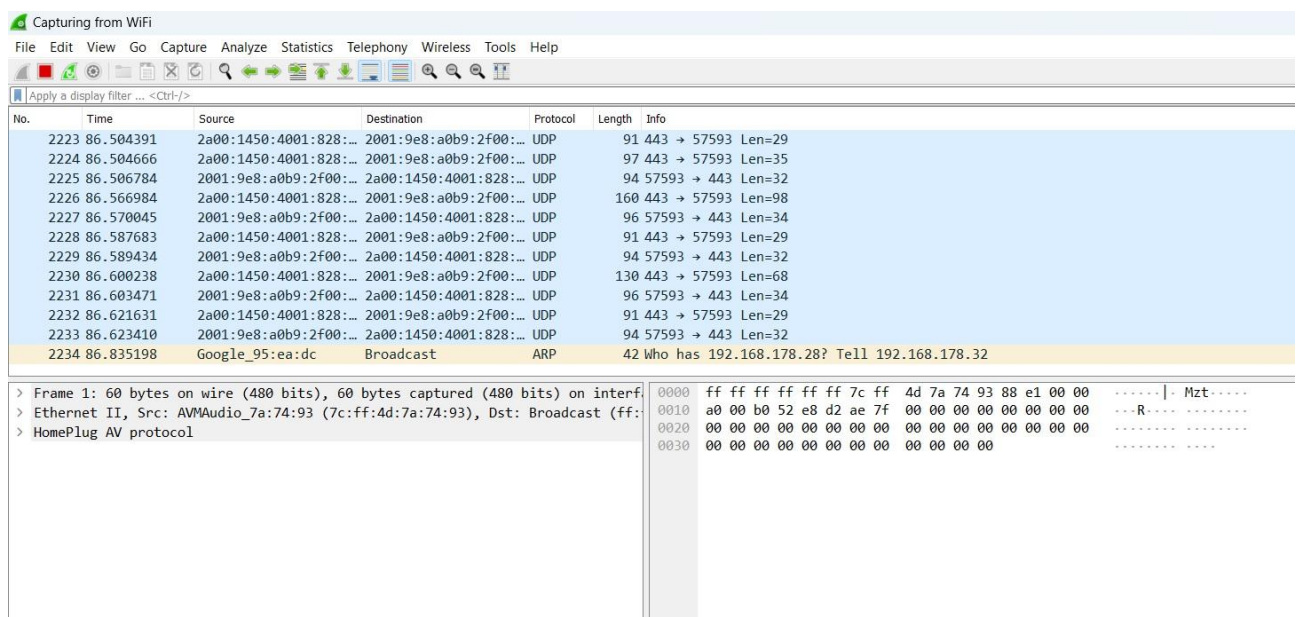 Capturing from WiFi
File Edit View Go Capture Analyze Statistics Telephony Wireless Tools Help
Apply a display filter ... <Ctrl-/>
No. Time Source Destination Protocol Length Info
2223 86.504391 2a00:1450:4001:828:… 2001:9e8:a0b9:2f00:… UDP 91 443 → 57593 Len=29
2224 86.504666 2a00:1450:4001:828:… 2001:9e8:a0b9:2f00:… UDP 97 443 → 57593 Len=35
2225 86.506784 2001:9e8:a0b9:2f00:… 2a00:1450:4001:828:… UDP 94 57593 → 443 Len=32
2226 86.566984 2a00:1450:4001:828:… 2001:9e8:a0b9:2f00:… UDP 160 443 → 57593 Len=98
2227 86.570045 2001:9e8:a0b9:2f00:… 2a00:1450:4001:828:… UDP 96 57593 → 443 Len=34
2228 86.587683 2a00:1450:4001:828:… 2001:9e8:a0b9:2f00:… UDP 91 443 → 57593 Len=29
2229 86.589434 2001:9e8:a0b9:2f00:… 2a00:1450:4001:828:… UDP 94 57593 → 443 Len=32
2230 86.600238 2a00:1450:4001:828:… 2001:9e8:a0b9:2f00:… UDP 130 443 → 57593 Len=68
2231 86.603471 2001:9e8:a0b9:2f00:… 2a00:1450:4001:828:… UDP 96 57593 → 443 Len=34
2232 86.621631 2a00:1450:4001:828:… 2001:9e8:a0b9:2f00:… UDP 91 443 → 57593 Len=29
2233 86.623410 2001:9e8:a0b9:2f00:… 2a00:1450:4001:828:… UDP 94 57593 → 443 Len=32
2234 86.835198 Google_95:ea:dc Broadcast ARP 42 Who has 192.168.178.28? Tell 192.168.178.32
> Frame 1: 60 bytes on wire (480 bits), 60 bytes captured (480 bits) on interf
> Ethernet II, Src: AVMAudio_7a:74:93 (7c:ff:4d:7a:74:93), Dst: Broadcast (ff:
> HomePlug AV protocol
0000 ff ff ff ff ff ff 7c ff 4d 7a 74 93 88 e1 00 00 ······|· Mzt·····
0010 a0 00 b0 52 e8 d2 ae 7f 00 00 00 00 00 00 00 00 ···R···· ········
0020 00 00 00 00 00 00 00 00 00 00 00 00 00 00 00 00 ········ ········
0030 00 00 00 00 00 00 00 00 00 00 00 00 ········ ····